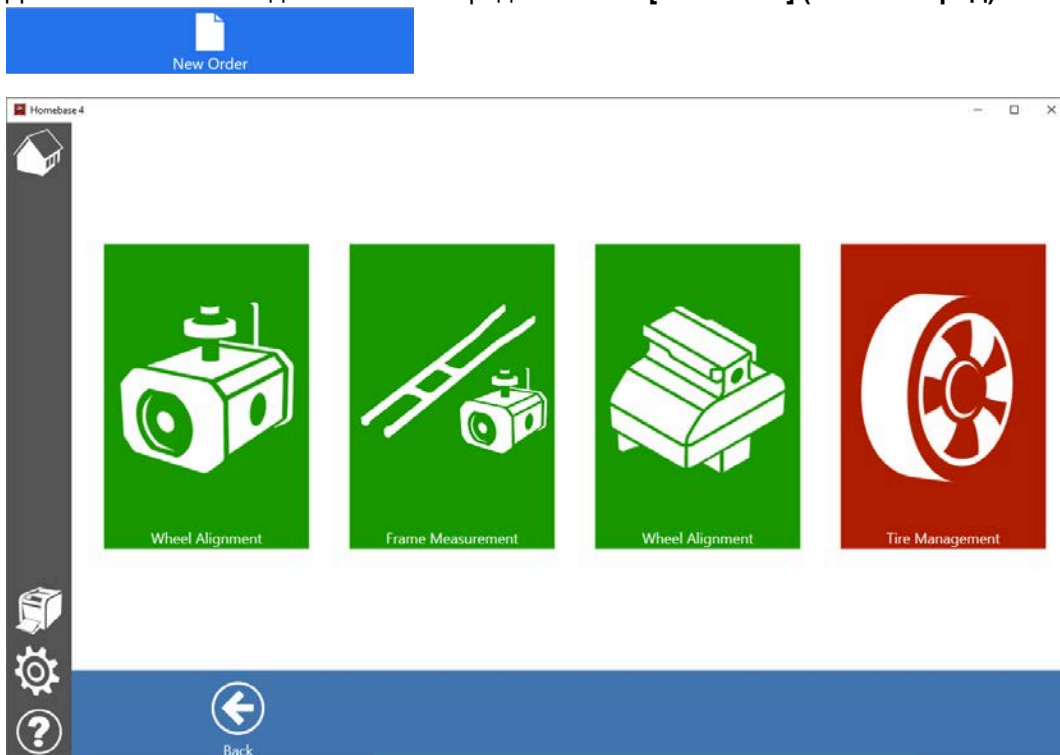 New Order
Homebase 4
Wheel Alignment
Frame Measurement
Wheel Alignment
Tire Management
Back